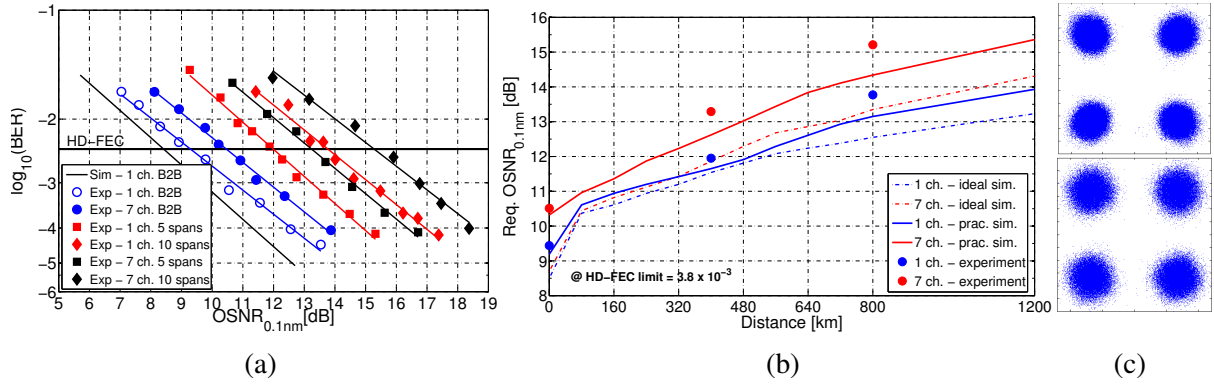 −1
−2
−3
−4
−5
−6
log10(BER)
HD−FEC
Sim − 1 ch. B2B
Exp − 1 ch. B2B
Exp − 7 ch. B2B
Exp − 1 ch. 5 spans
Exp − 1 ch. 10 spans
Exp − 7 ch. 5 spans
Exp − 7 ch. 10 spans
5 6 7 8 9 10 11 12 13 14 15 16 17 18 19
OSNR0.1nm[dB]
(a)
16
15
14
13
12
11
10
9
8
Req. OSNR0.1nm [dB]
1 ch. − ideal sim.
7 ch. − ideal sim.
1 ch. − prac. sim.
7 ch. − prac. sim.
1 ch. − experiment
7 ch. − experiment
@ HD−FEC limit = 3.8 x 10−3
0 160 320 480 640 800 1200
Distance [km]
(b)
(c)